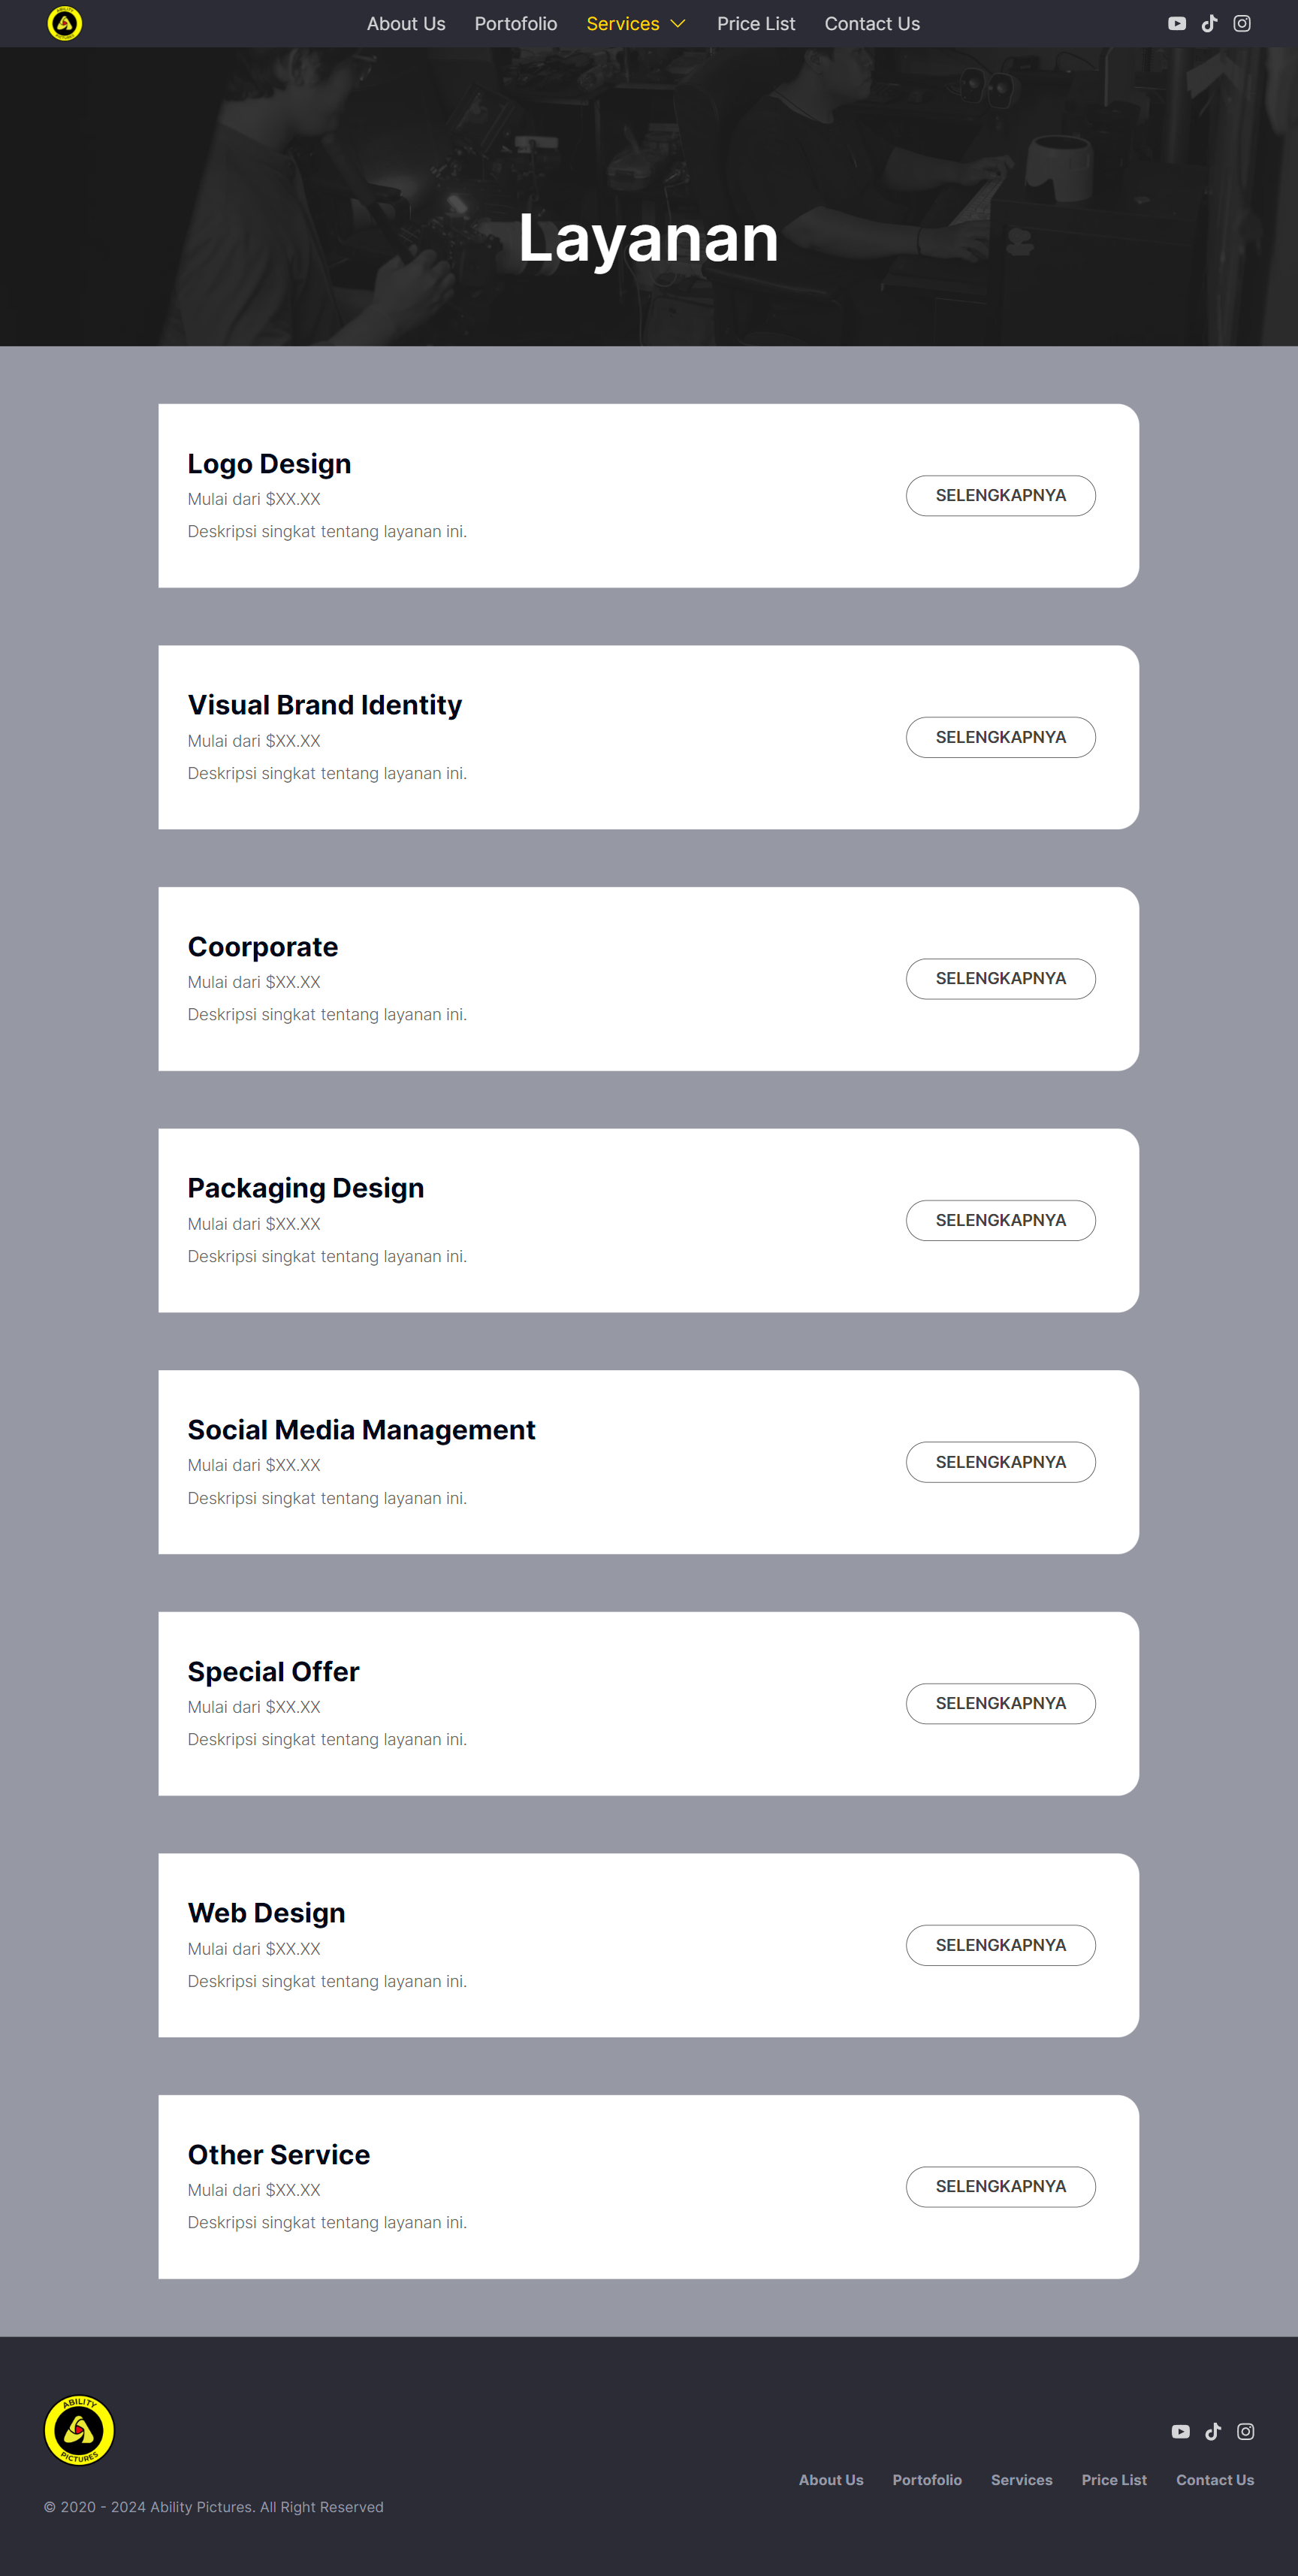 About Us Portofolio Services Price List Contact Us
Layanan
Logo Design
Mulai dari $XX.XX
Deskripsi singkat tentang layanan ini.
SELENGKAPNYA
Visual Brand Identity
Mulai dari $XX.XX
Deskripsi singkat tentang layanan ini.
SELENGKAPNYA
Coorporate
Mulai dari $XX.XX
Deskripsi singkat tentang layanan ini.
SELENGKAPNYA
Packaging Design
Mulai dari $XX.XX
Deskripsi singkat tentang layanan ini.
SELENGKAPNYA
Social Media Management
Mulai dari $XX.XX
Deskripsi singkat tentang layanan ini.
SELENGKAPNYA
Special Offer
Mulai dari $XX.XX
Deskripsi singkat tentang layanan ini.
SELENGKAPNYA
Web Design
Mulai dari $XX.XX
Deskripsi singkat tentang layanan ini.
SELENGKAPNYA
Other Service
Mulai dari $XX.XX
Deskripsi singkat tentang layanan ini.
SELENGKAPNYA
ABILITY
PICTURES
About Us Portofolio Services Price List Contact Us
© 2020 - 2024 Ability Pictures. All Right Reserved